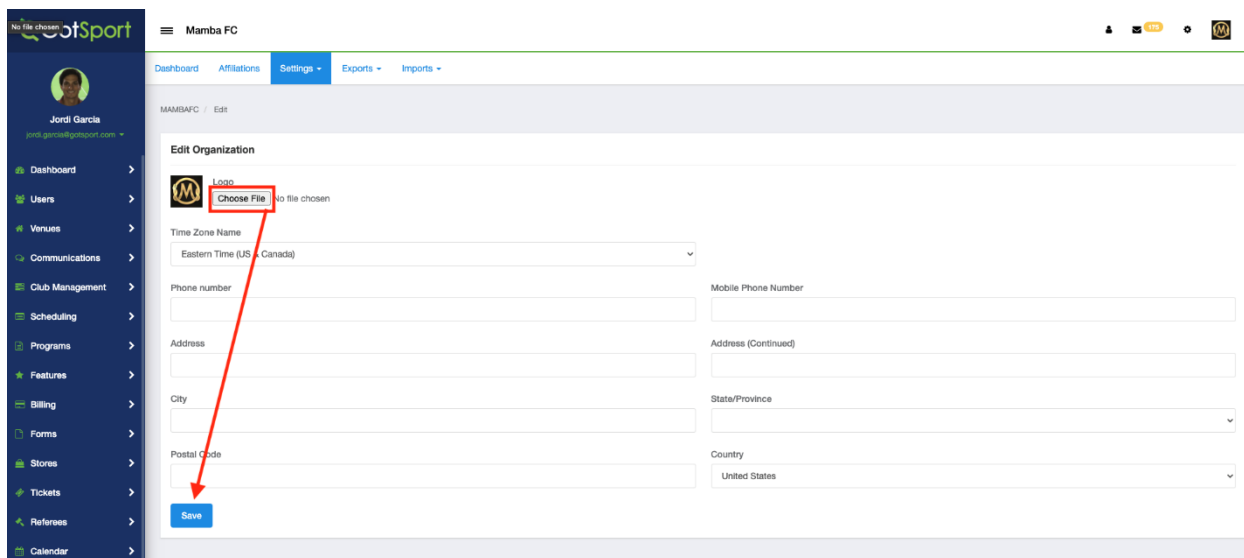 No file chosen
GotSport
Mamba FC
175
Jordi Garcia
jordi.garcia@gotsport.com
Dashboard
Users
Venues
Communications
Club Management
Scheduling
Programs
Features
Billing
Forms
Stores
Tickets
Referees
Calendar
Dashboard Affiliations Settings Exports Imports
MAMBAFC / Edit
Edit Organization
M
Logo
Choose File No file chosen
Time Zone Name
Eastern Time (US & Canada)
Phone number Mobile Phone Number
Address Address (Continued)
City State/Province
Postal Code Country
United States
Save